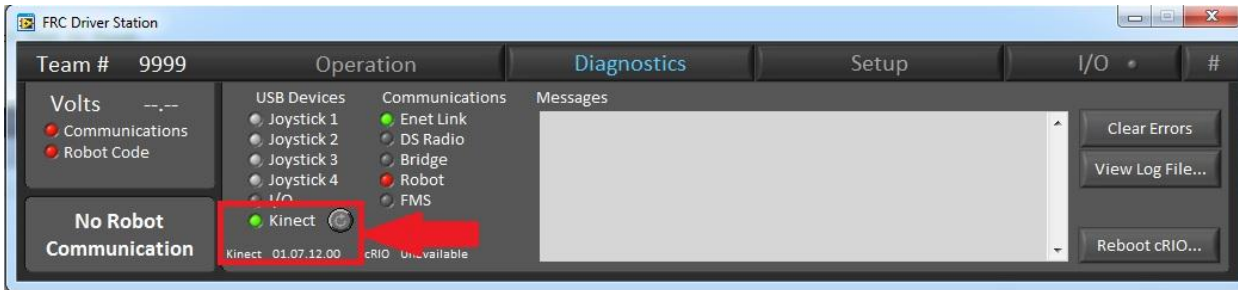 FRC Driver Station
Team # 9999
Operation
Diagnostics
Setup
I/O
#
Volts --.--
Communications
Robot Code
No Robot
Communication
USB Devices
Joystick 1
Joystick 2
Joystick 3
Joystick 4
I/O
Kinect
Kinect 01.07.12.00
cRIO Unavailable
Communications
Enet Link
DS Radio
Bridge
Robot
FMS
Messages
Clear Errors
View Log File...
Reboot cRIO...